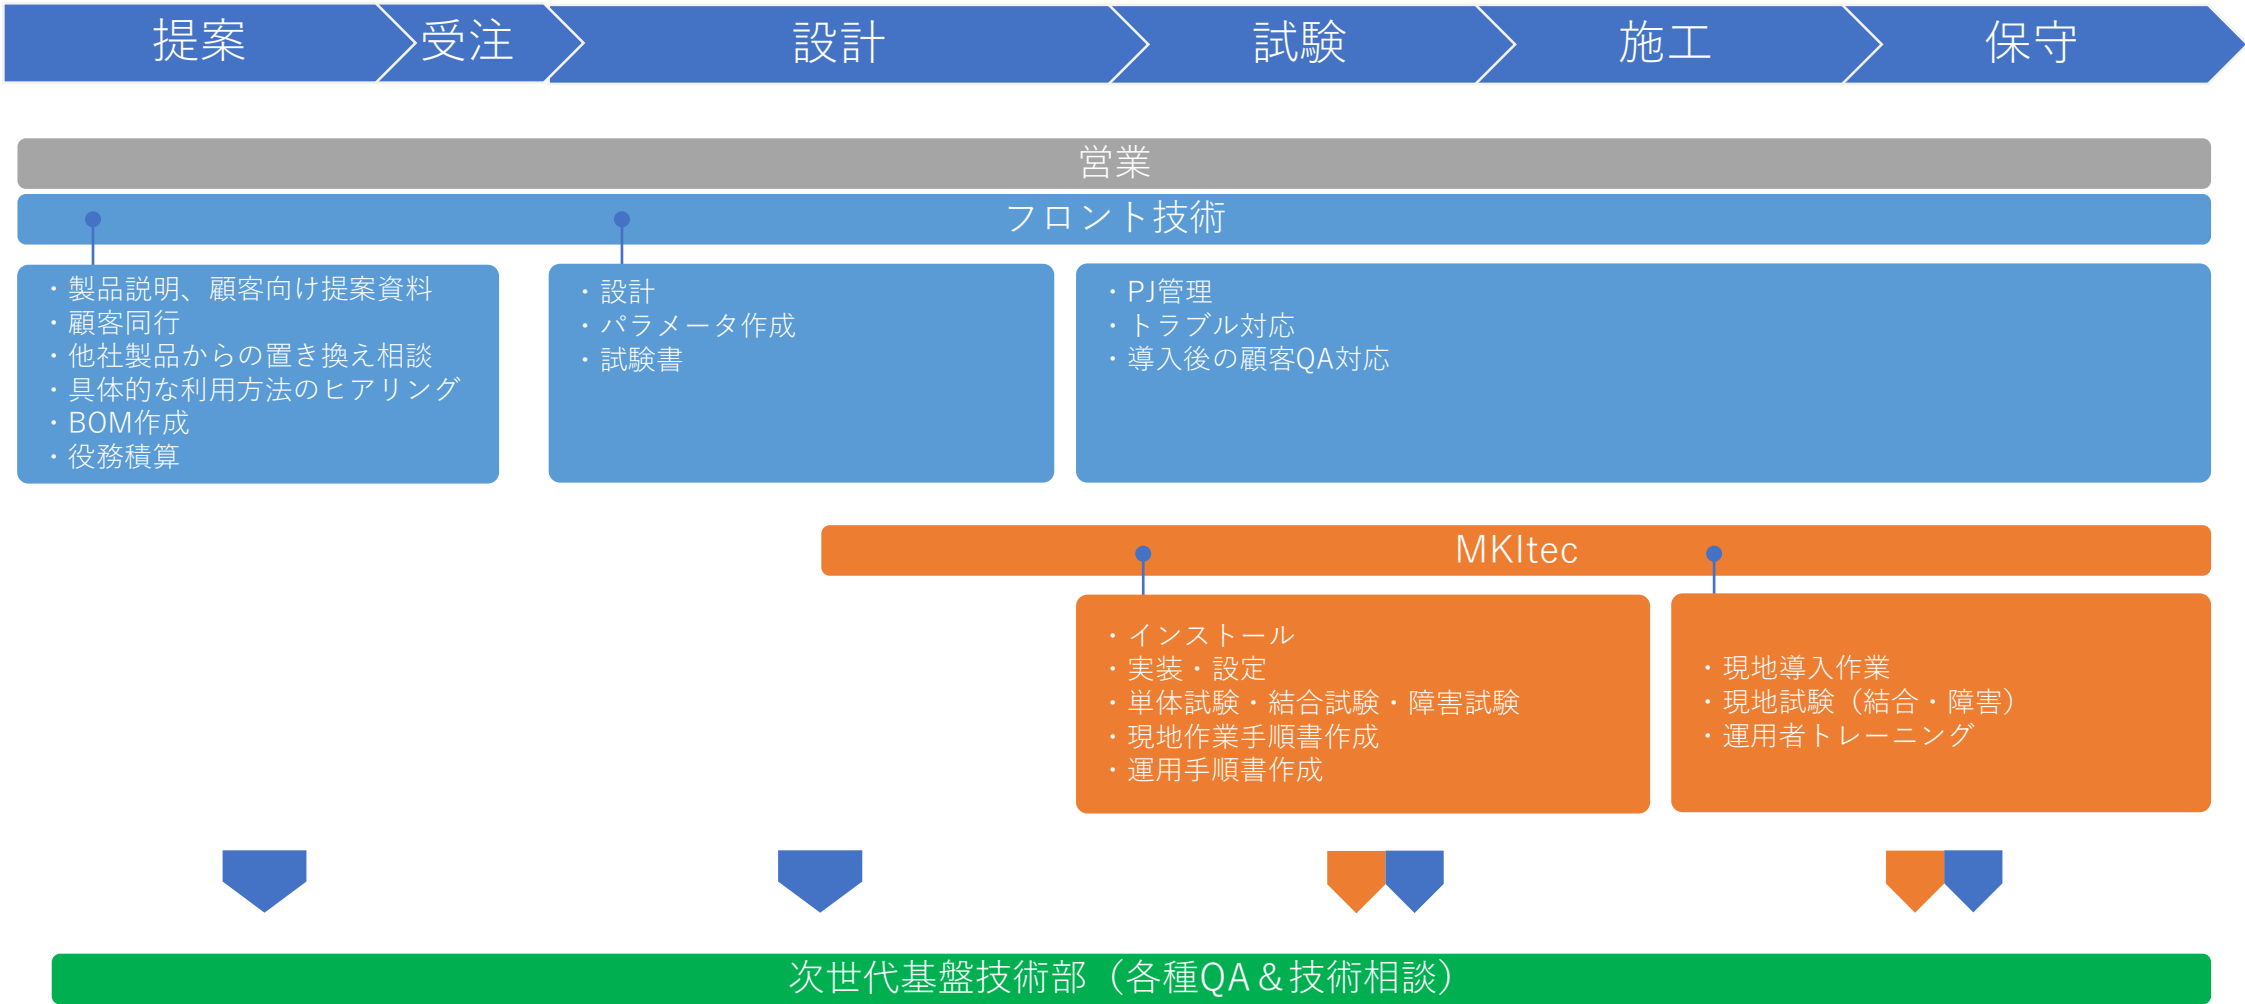 提案
受注
設計
試験
施工
保守
営業
フロント技術
・製品説明、顧客向け提案資料
・顧客同行
・他社製品からの置き換え相談
・具体的な利用方法のヒアリング
・BOM作成
・役務積算
・設計
・パラメータ作成
・試験書
・PJ管理
・トラブル対応
・導入後の顧客QA対応
MKItec
・インストール
・実装・設定
・単体試験・結合試験・障害試験
・現地作業手順書作成
・運用手順書作成
・現地導入作業
・現地試験（結合・障害）
・運用者トレーニング
次世代基盤技術部（各種QA＆技術相談）